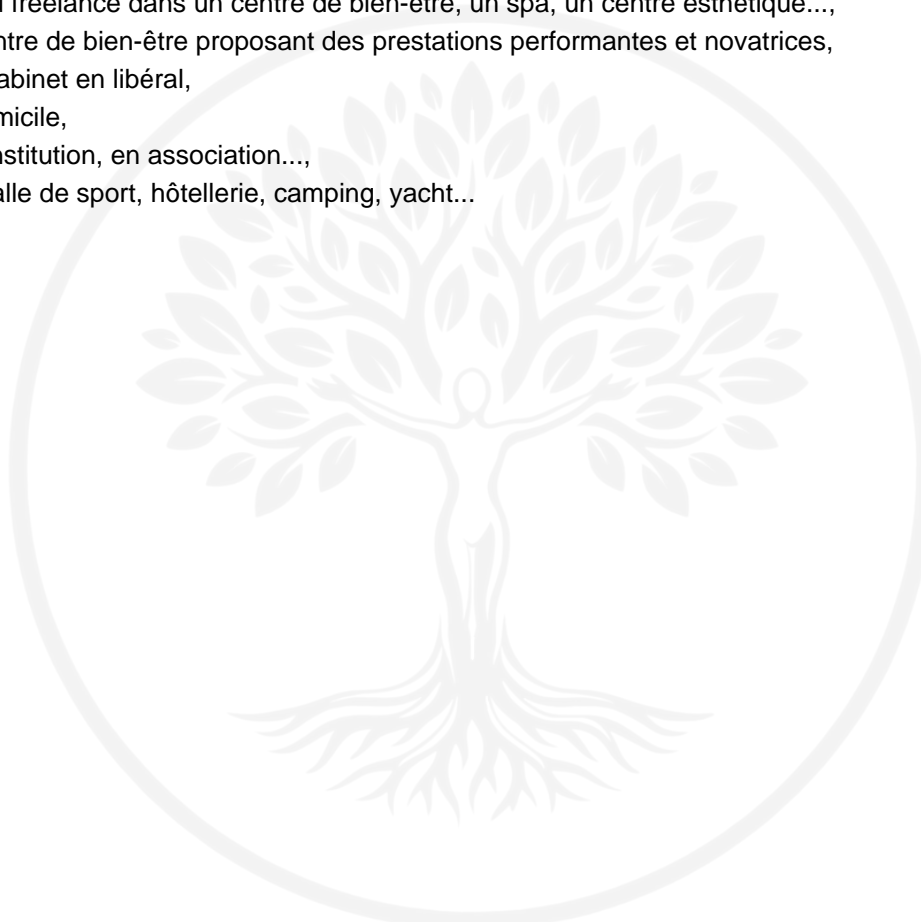 freelance dans un centre de bien-être, un spa, un centre esthétique...,
ntre de bien-être proposant des prestations performantes et novatrices,
abinet en libéral,
micile,
nstitution, en association...,
alle de sport, hôtellerie, camping, yacht...